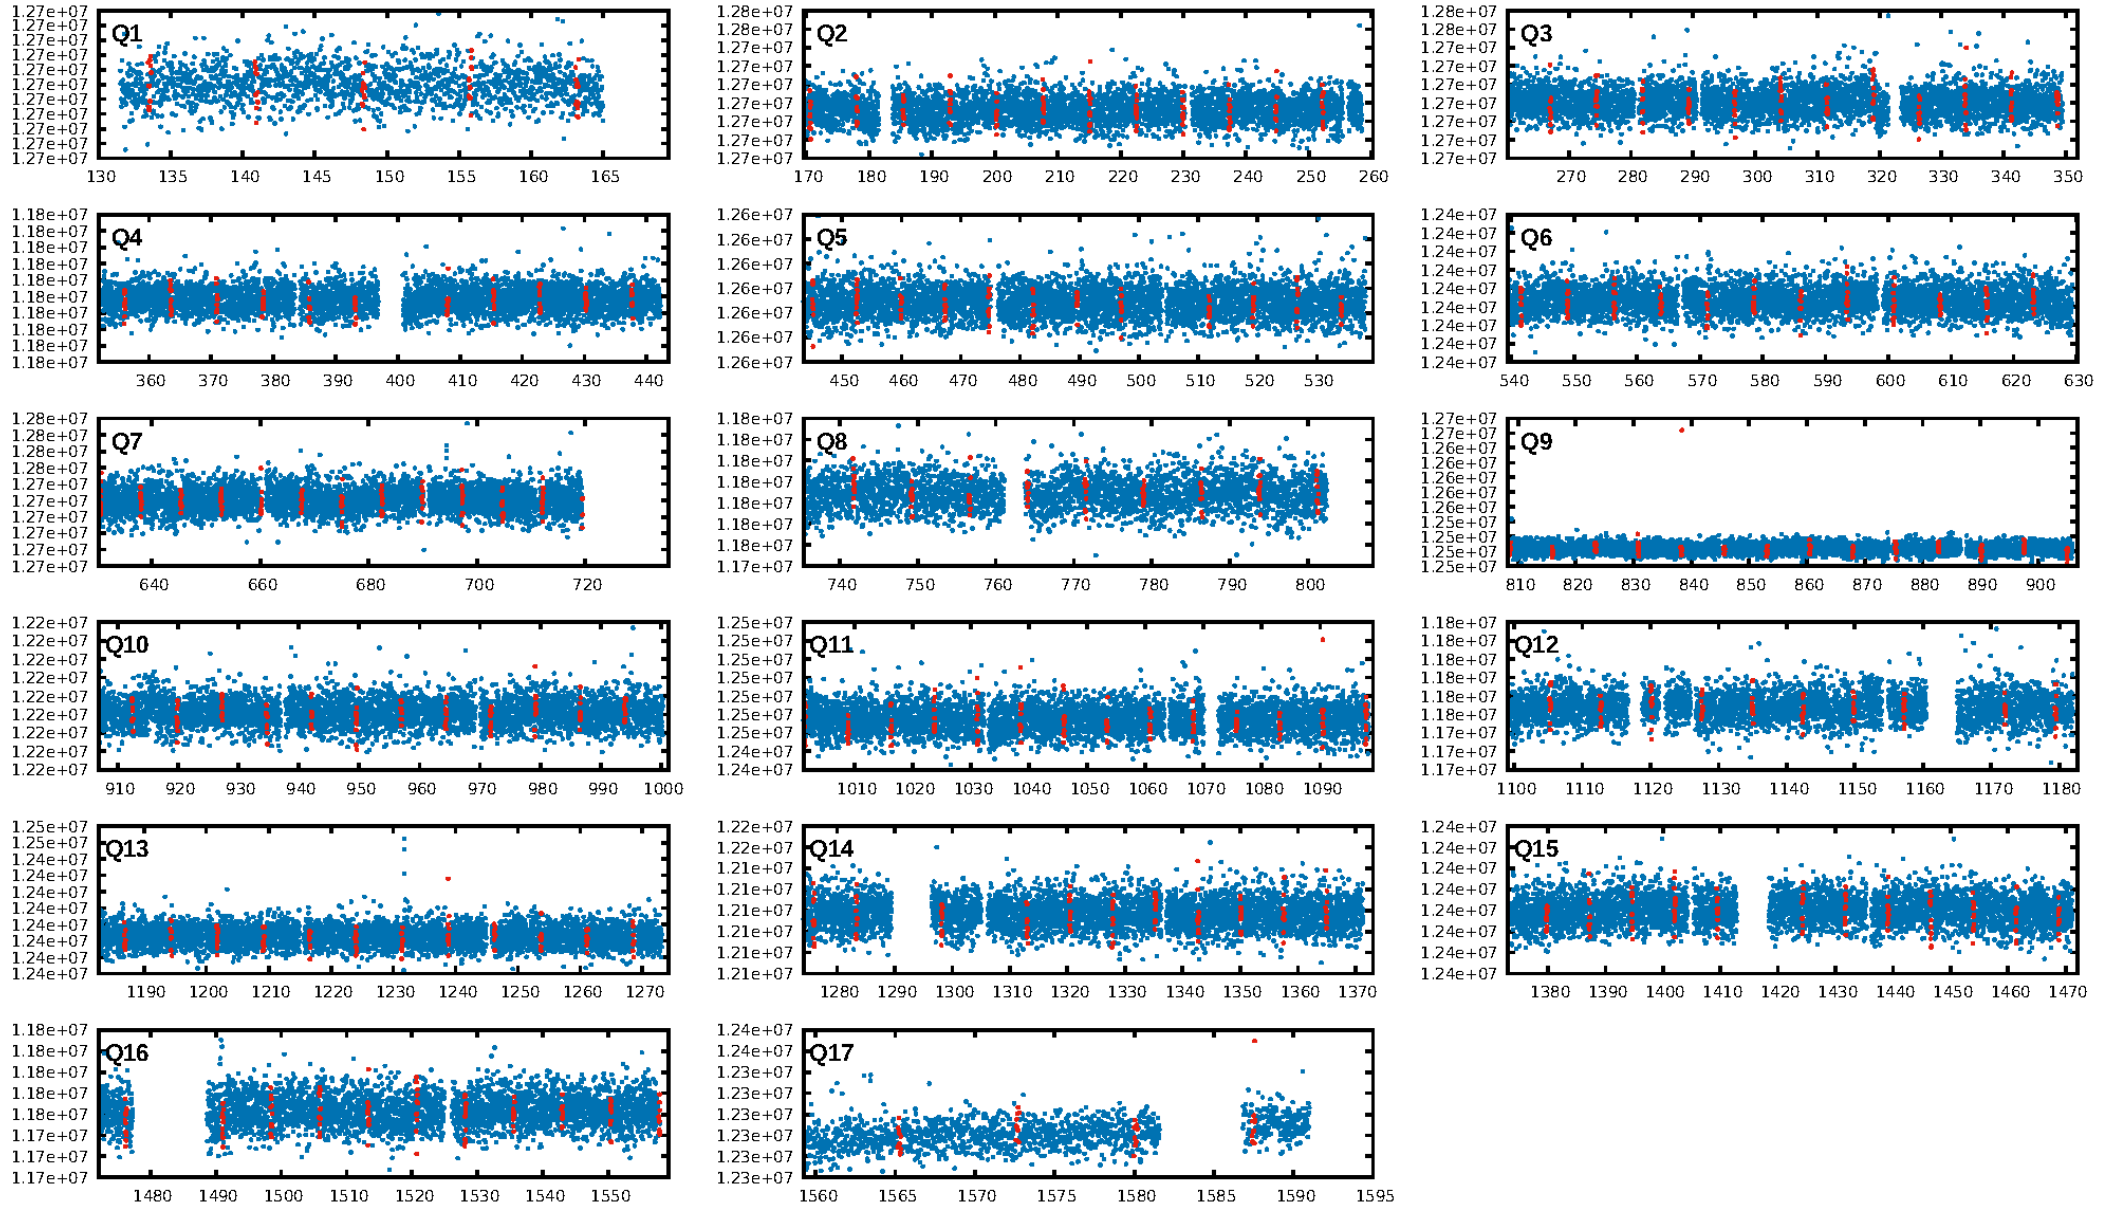 1.27e+07
1.27e+07
1.27e+07
1.27e+07
1.27e+07
1.27e+07
1.27e+07
1.27e+07
1.27e+07
1.27e+07
1.27e+07
Q1
130 135 140 145 150 155 160 165
1.28e+07
1.28e+07
1.27e+07
1.27e+07
1.27e+07
1.27e+07
1.27e+07
1.27e+07
1.27e+07
Q2
170 180 190 200 210 220 230 240 250 260
1.28e+07
1.28e+07
1.27e+07
1.27e+07
1.27e+07
1.27e+07
1.27e+07
1.27e+07
1.27e+07
Q3
270 280 290 300 310 320 330 340 350
1.18e+07
1.18e+07
1.18e+07
1.18e+07
1.18e+07
1.18e+07
1.18e+07
1.18e+07
1.18e+07
1.18e+07
Q4
360 370 380 390 400 410 420 430 440
1.26e+07
1.26e+07
1.26e+07
1.26e+07
1.26e+07
1.26e+07
1.26e+07
Q5
450 460 470 480 490 500 510 520 530
1.24e+07
1.24e+07
1.24e+07
1.24e+07
1.24e+07
1.24e+07
1.24e+07
1.24e+07
1.24e+07
Q6
540 550 560 570 580 590 600 610 620 630
1.28e+07
1.28e+07
1.28e+07
1.28e+07
1.27e+07
1.27e+07
1.27e+07
1.27e+07
1.27e+07
1.27e+07
Q7
640 660 680 700 720
1.18e+07
1.18e+07
1.18e+07
1.18e+07
1.18e+07
1.18e+07
1.18e+07
1.17e+07
Q8
740 750 760 770 780 790 800
1.27e+07
1.27e+07
1.26e+07
1.26e+07
1.26e+07
1.26e+07
1.26e+07
1.25e+07
1.25e+07
1.25e+07
1.25e+07
Q9
810 820 830 840 850 860 870 880 890 900
1.22e+07
1.22e+07
1.22e+07
1.22e+07
1.22e+07
1.22e+07
1.22e+07
1.22e+07
1.22e+07
Q10
910 920 930 940 950 960 970 980 990 1000
1.25e+07
1.25e+07
1.25e+07
1.25e+07
1.25e+07
1.25e+07
1.25e+07
1.24e+07
1.24e+07
Q11
1010 1020 1030 1040 1050 1060 1070 1080 1090
1.18e+07
1.18e+07
1.18e+07
1.18e+07
1.18e+07
1.18e+07
1.17e+07
1.17e+07
1.17e+07
Q12
1100 1110 1120 1130 1140 1150 1160 1170 1180
1.25e+07
1.25e+07
1.24e+07
1.24e+07
1.24e+07
1.24e+07
1.24e+07
1.24e+07
1.24e+07
1.24e+07
Q13
1190 1200 1210 1220 1230 1240 1250 1260 1270
1.22e+07
1.22e+07
1.21e+07
1.21e+07
1.21e+07
1.21e+07
1.21e+07
1.21e+07
Q14
1280 1290 1300 1310 1320 1330 1340 1350 1360 1370
1.24e+07
1.24e+07
1.24e+07
1.24e+07
1.24e+07
1.24e+07
1.24e+07
1.24e+07
Q15
1380 1390 1400 1410 1420 1430 1440 1450 1460 1470
1.18e+07
1.18e+07
1.18e+07
1.18e+07
1.18e+07
1.17e+07
1.17e+07
1.17e+07
Q16
1480 1490 1500 1510 1520 1530 1540 1550
1.24e+07
1.24e+07
1.23e+07
1.23e+07
1.23e+07
1.23e+07
1.23e+07
1.23e+07
Q17
1560 1565 1570 1575 1580 1585 1590 1595